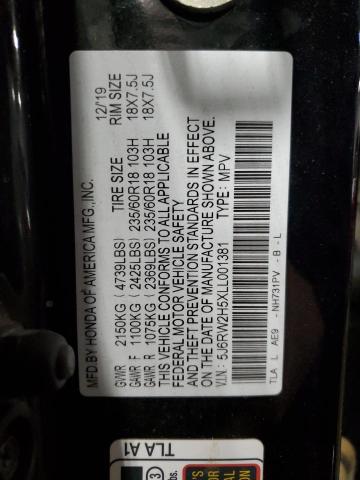 MFD.BY HONDA OF AMERICA MFG.,INC. 12/'19
TIRE SIZE RIM SIZE
GVWR 2150KG ( 4739LBS)
GAWR F 1100KG ( 2425LBS) 235/60R18 103H 18X7.5J
GAWR R 1075KG ( 2369LBS) 235/60R18 103H 18X7.5J
THIS VEHICLE CONFORMS TO ALL APPLICABLE
FEDERAL MOTOR VEHICLE SAFETY
AND THEFT PREVENTION STANDARDS IN EFFECT
ON THE DATE OF MANUFACTURE SHOWN ABOVE.
V.I.N: 5J6RW2H5XLL001381 TYPE: MPV
TLA L AE9 - NH731PV - B - L
TLA A1